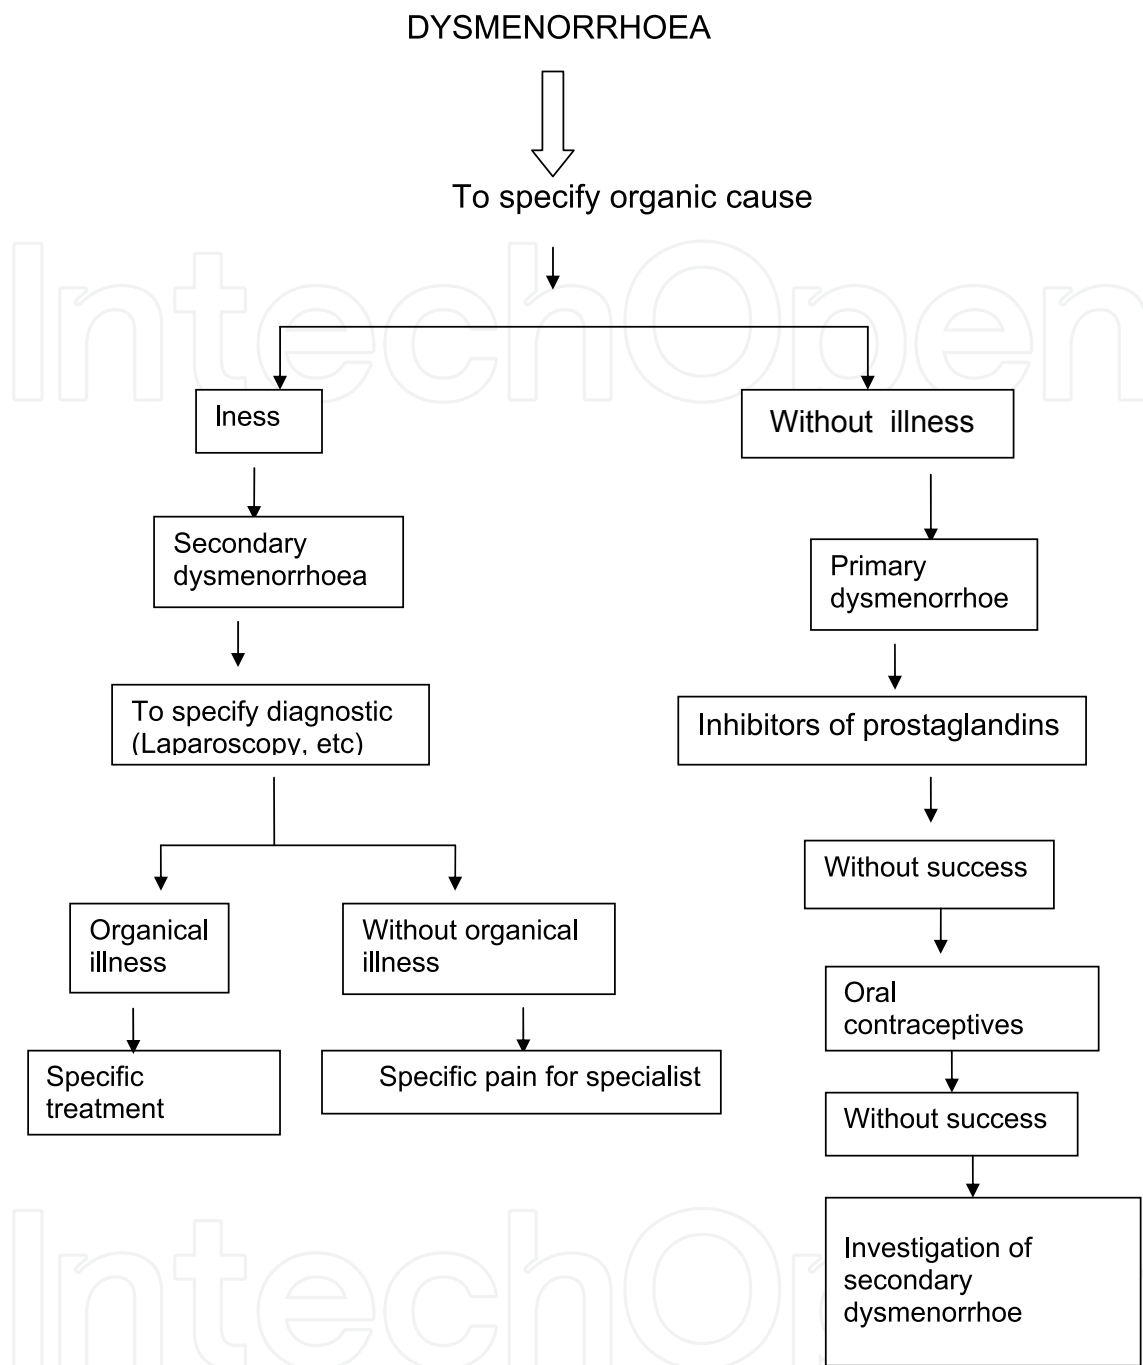 DYSMENORRHOEA
To specify organic cause
Iness
Without illness
Secondary
dysmenorrhoea
Primary
dysmenorrhoe
To specify diagnostic
(Laparoscopy, etc)
Inhibitors of prostaglandins
Without success
Organical
illness
Without organical
illness
Oral
contraceptives
Specific
treatment
Specific pain for specialist
Without success
Investigation of
secondary
dysmenorrhoe
IntechOpen
IntechOpen